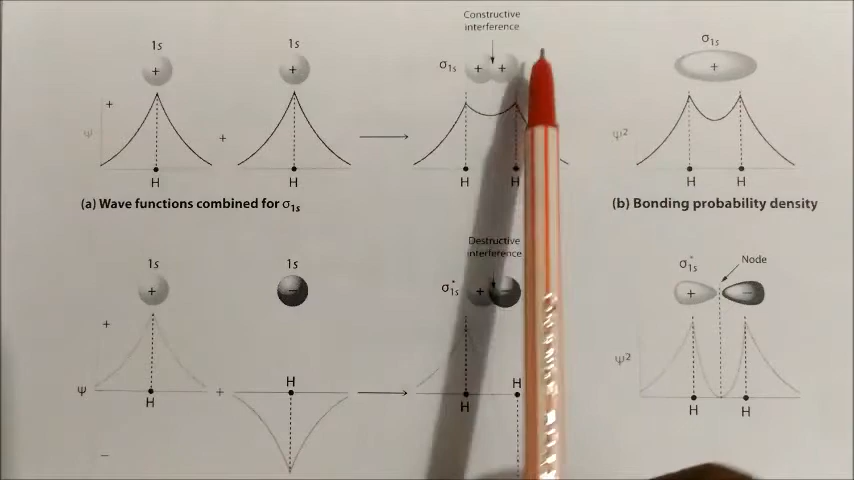 Constructive
interference
1s 1s σ1s
+ + σ1s + + +
+
ψ + ψ²
H H H H H H
(a) Wave functions combined for σ1s (b) Bonding probability density
Destructive
interference
1s 1s σ*1s Node
+ − σ*1s + − + −
+
H H ψ²
ψ + 
H H H H
−